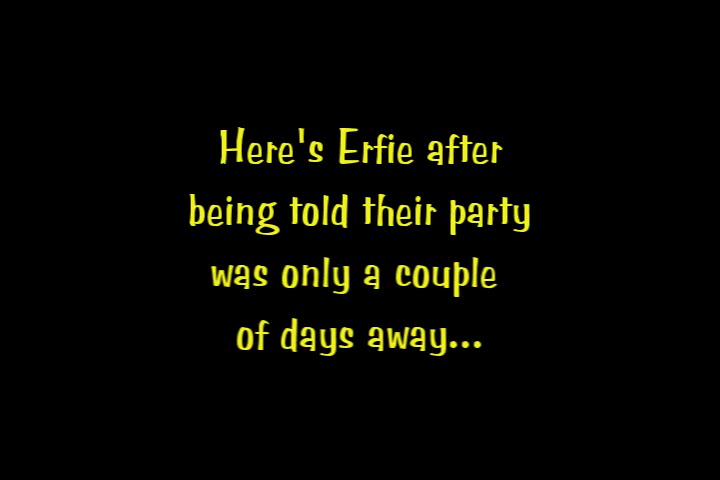 Here's Erfie after
being told their party
was only a couple
of days away...